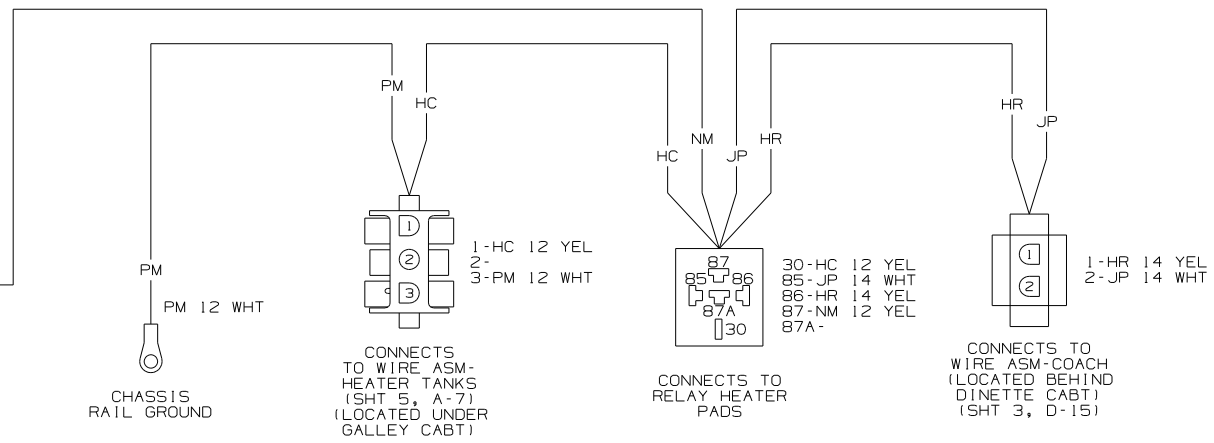 PM
HC
NM
HC
JP
HR
HR
JP
PM
PM 12 WHT
CHASSIS
RAIL GROUND
1
2
3
1-HC 12 YEL
2-
3-PM 12 WHT
CONNECTS
TO WIRE ASM-
HEATER TANKS
(SHT 5, A-7)
(LOCATED UNDER
GALLEY CABT)
87
85 86
87A
30
30-HC 12 YEL
85-JP 14 WHT
86-HR 14 YEL
87-NM 12 YEL
87A-
CONNECTS TO
RELAY HEATER
PADS
1
2
1-HR 14 YEL
2-JP 14 WHT
CONNECTS TO
WIRE ASM-COACH
(LOCATED BEHIND
DINETTE CABT)
(SHT 3, D-15)